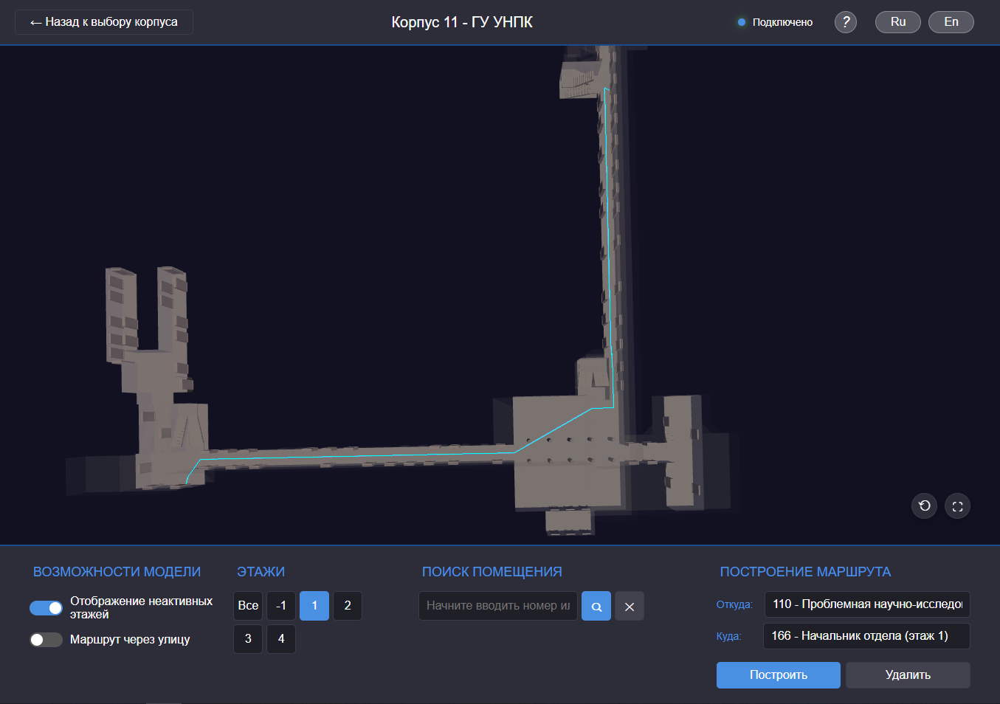 ← Назад к выбору корпуса
Корпус 11 - ГУ УНПК
Подключено
?
Ru
En
ВОЗМОЖНОСТИ МОДЕЛИ
Отображение неактивных
этажей
Маршрут через улицу
ЭТАЖИ
Все
-1
1
2
3
4
ПОИСК ПОМЕЩЕНИЯ
Начните вводить номер ил
ПОСТРОЕНИЕ МАРШРУТА
Откуда:
110 - Проблемная научно-исследо
Куда:
166 - Начальник отдела (этаж 1)
Построить
Удалить